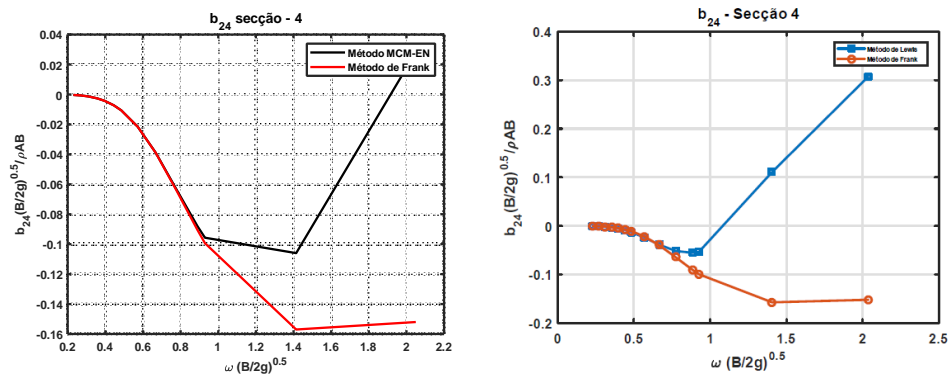 b24 secção - 4
0.04
0.02
0
-0.02
-0.04
-0.06
-0.08
-0.1
-0.12
-0.14
-0.16
b24(B/2g)^0.5/ρAB
Método MCM-EN
Método de Frank
0.2 0.4 0.6 0.8 1 1.2 1.4 1.6 1.8 2 2.2
ω (B/2g)^0.5
b24 - Secção 4
0.4
0.3
0.2
0.1
0
-0.1
-0.2
b24(B/2g)^0.5/ρAB
Método de Lewis
Método de Frank
0 0.5 1 1.5 2 2.5
ω (B/2g)^0.5